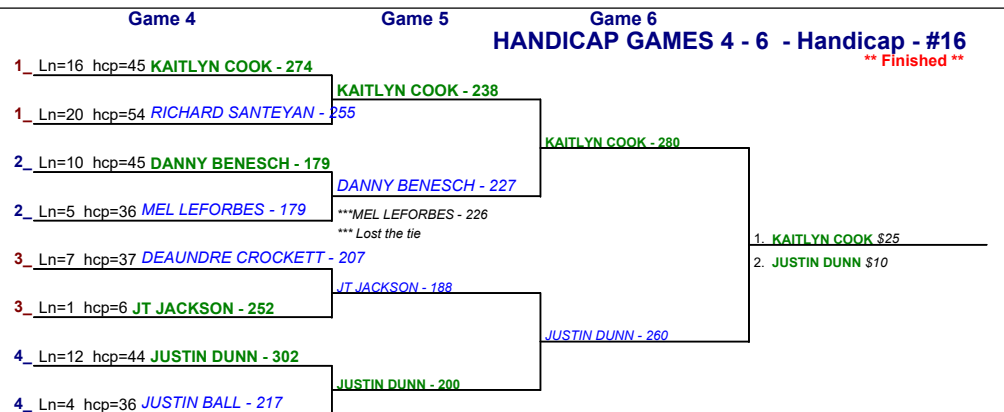 Game 4 Game 5 Game 6
HANDICAP GAMES 4 - 6 - Handicap - #16
** Finished **
1_ Ln=16 hcp=45 KAITLYN COOK - 274
KAITLYN COOK - 238
1_ Ln=20 hcp=54 RICHARD SANTEYAN - 255
KAITLYN COOK - 280
2_ Ln=10 hcp=45 DANNY BENESCH - 179
DANNY BENESCH - 227
2_ Ln=5 hcp=36 MEL LEFORBES - 179
***MEL LEFORBES - 226
*** Lost the tie
1. KAITLYN COOK $25
2. JUSTIN DUNN $10
3_ Ln=7 hcp=37 DEAUNDRE CROCKETT - 207
JT JACKSON - 188
3_ Ln=1 hcp=6 JT JACKSON - 252
JUSTIN DUNN - 260
4_ Ln=12 hcp=44 JUSTIN DUNN - 302
JUSTIN DUNN - 200
4_ Ln=4 hcp=36 JUSTIN BALL - 217